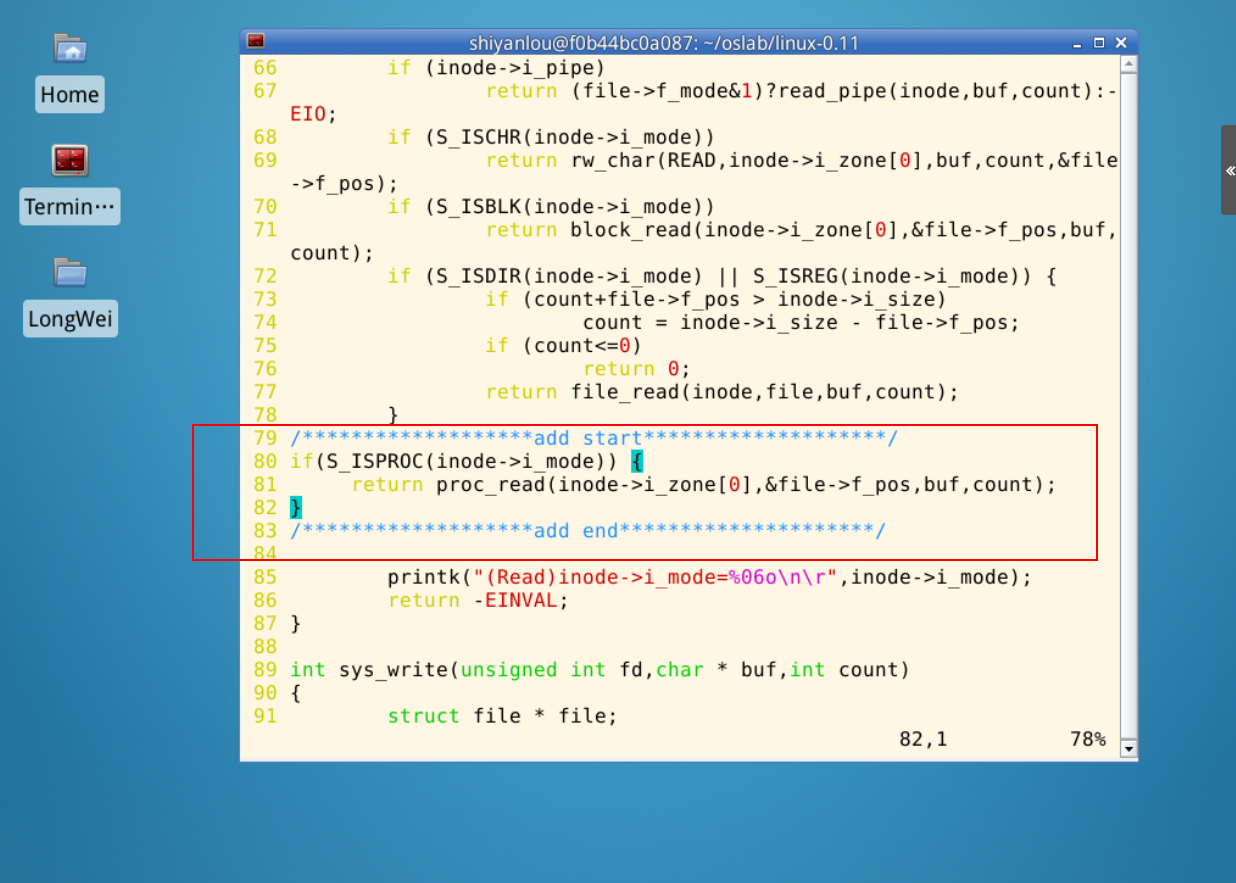 Home
Termin⋯
LongWei
shiyanlou@f0b44bc0a087: ~/oslab/linux-0.11
66         if (inode->i_pipe)
67                 return (file->f_mode&1)?read_pipe(inode,buf,count):-
EIO;
68         if (S_ISCHR(inode->i_mode))
69                 return rw_char(READ,inode->i_zone[0],buf,count,&file
->f_pos);
70         if (S_ISBLK(inode->i_mode))
71                 return block_read(inode->i_zone[0],&file->f_pos,buf,
count);
72         if (S_ISDIR(inode->i_mode) || S_ISREG(inode->i_mode)) {
73                 if (count+file->f_pos > inode->i_size)
74                         count = inode->i_size - file->f_pos;
75                 if (count<=0)
76                         return 0;
77                 return file_read(inode,file,buf,count);
78         }
79 /*******************add start********************/
80 if(S_ISPROC(inode->i_mode)) {
81      return proc_read(inode->i_zone[0],&file->f_pos,buf,count);
82 }
83 /*******************add end*********************/
84
85         printk("(Read)inode->i_mode=%06o\n\r",inode->i_mode);
86         return -EINVAL;
87 }
88
89 int sys_write(unsigned int fd,char * buf,int count)
90 {
91         struct file * file;
82,1 78%
«